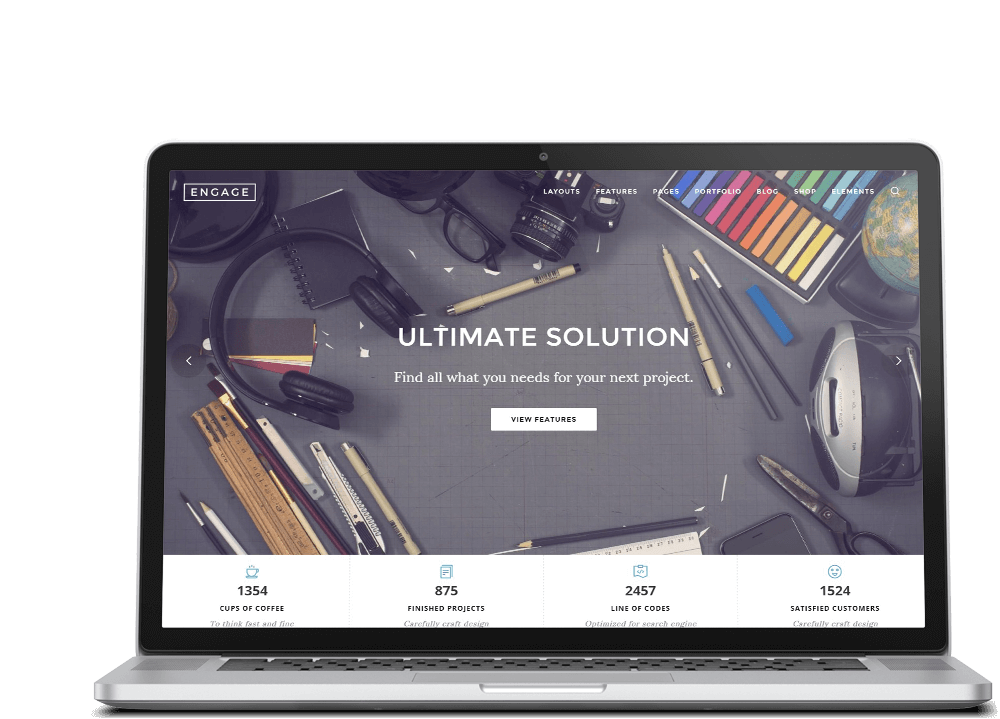 ENGAGE
LAYOUTS FEATURES PAGES PORTFOLIO BLOG SHOP ELEMENTS
ULTIMATE SOLUTION
Find all what you needs for your next project.
VIEW FEATURES
1354 875 2457 1524
CUPS OF COFFEE FINISHED PROJECTS LINE OF CODES SATISFIED CUSTOMERS
To think fast and fine Carefully craft design Optimized for search engine Carefully craft design